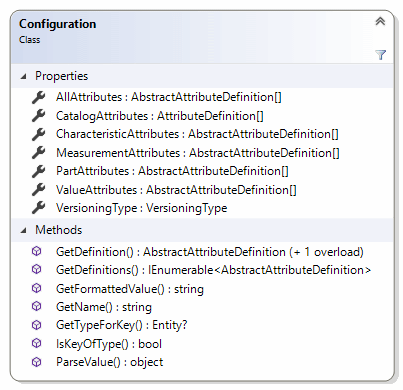 Configuration
Class
Properties
AllAttributes : AbstractAttributeDefinition[]
CatalogAttributes : AttributeDefinition[]
CharacteristicAttributes : AbstractAttributeDefinition[]
MeasurementAttributes : AbstractAttributeDefinition[]
PartAttributes : AbstractAttributeDefinition[]
ValueAttributes : AbstractAttributeDefinition[]
VersioningType : VersioningType
Methods
GetDefinition() : AbstractAttributeDefinition (+ 1 overload)
GetDefinitions() : IEnumerable<AbstractAttributeDefinition>
GetFormattedValue() : string
GetName() : string
GetTypeForKey() : Entity?
IsKeyOfType() : bool
ParseValue() : object